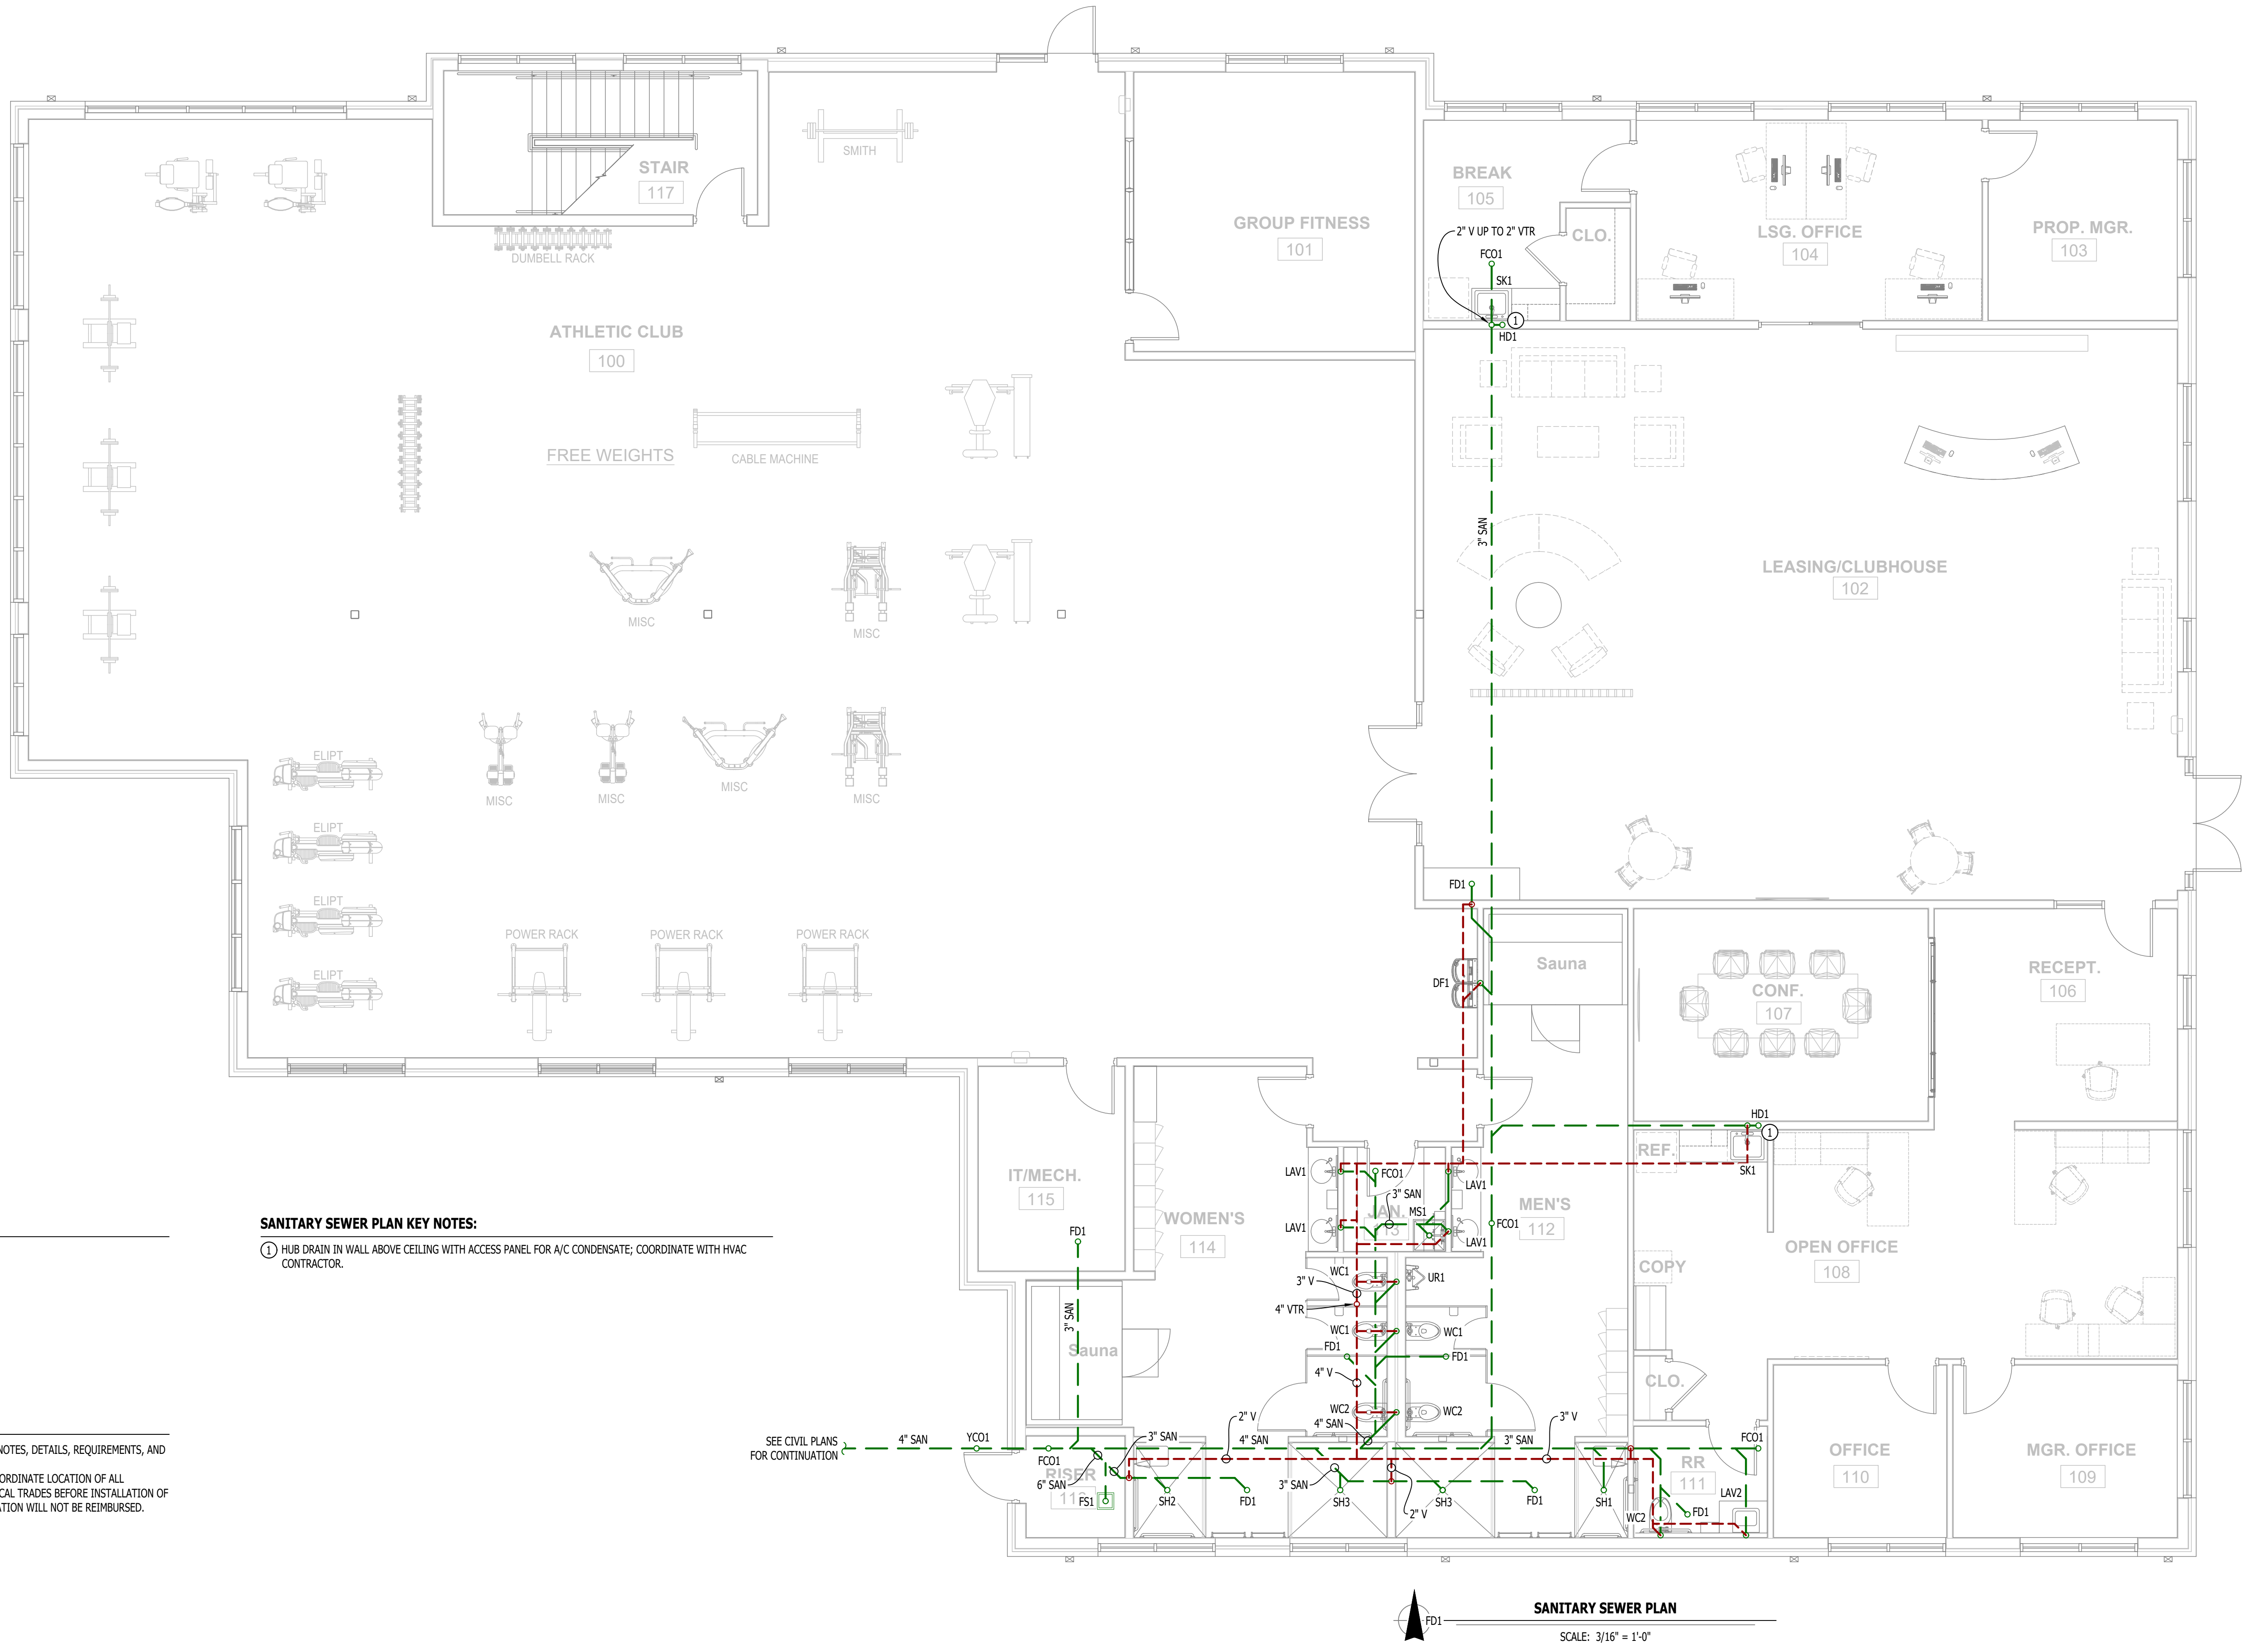 STAIR
117
SMITH
DUMBELL RACK
GROUP FITNESS
101
BREAK
105
CLO.
LSG. OFFICE
104
PROP. MGR.
103
2" V UP TO 2" VTR
FCO1
SK1
1
HD1
ATHLETIC CLUB
100
FREE WEIGHTS
CABLE MACHINE
3" SAN
LEASING/CLUBHOUSE
102
MISC
MISC
MISC
MISC
MISC
MISC
ELIPT
ELIPT
ELIPT
ELIPT
POWER RACK
POWER RACK
POWER RACK
FD1
DF1
Sauna
CONF.
107
RECEPT.
106
HD1
1
REF.
SK1
IT/MECH.
115
WOMEN'S
114
LAV1
FCO1
LAV1
3" SAN
MS1
JAN.
LAV1
LAV1
MEN'S
112
FCO1
OPEN OFFICE
108
COPY
SANITARY SEWER PLAN KEY NOTES:
1 HUB DRAIN IN WALL ABOVE CEILING WITH ACCESS PANEL FOR A/C CONDENSATE; COORDINATE WITH HVAC
CONTRACTOR.
FD1
3" SAN
Sauna
WC1
3" V
4" VTR
UR1
WC1
WC1
FD1
FD1
4" V
WC2
WC2
4" SAN
CLO.
SEE CIVIL PLANS
FOR CONTINUATION
4" SAN
YCO1
FCO1
3" SAN
2" V
4" SAN
3" SAN
3" V
FCO1
RISER
6" SAN
FS1
SH2
FD1
3" SAN
SH3
SH3
2" V
FD1
SH1
RR
111
WC2
FD1
LAV2
OFFICE
110
MGR. OFFICE
109
NOTES, DETAILS, REQUIREMENTS, AND
ORDINATE LOCATION OF ALL
CAL TRADES BEFORE INSTALLATION OF
ATION WILL NOT BE REIMBURSED.
FD1
SANITARY SEWER PLAN
SCALE: 3/16" = 1'-0"